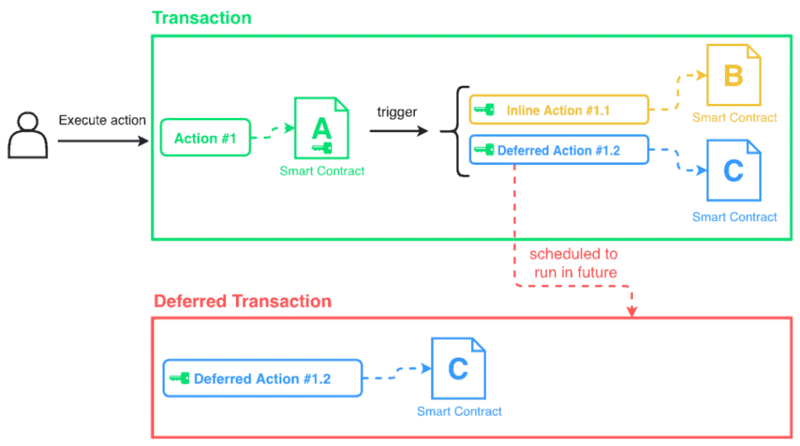 Transaction
Execute action
Action #1
A
Smart Contract
trigger
Inline Action #1.1
B
Smart Contract
Deferred Action #1.2
C
Smart Contract
scheduled to
run in future
Deferred Transaction
Deferred Action #1.2
C
Smart Contract